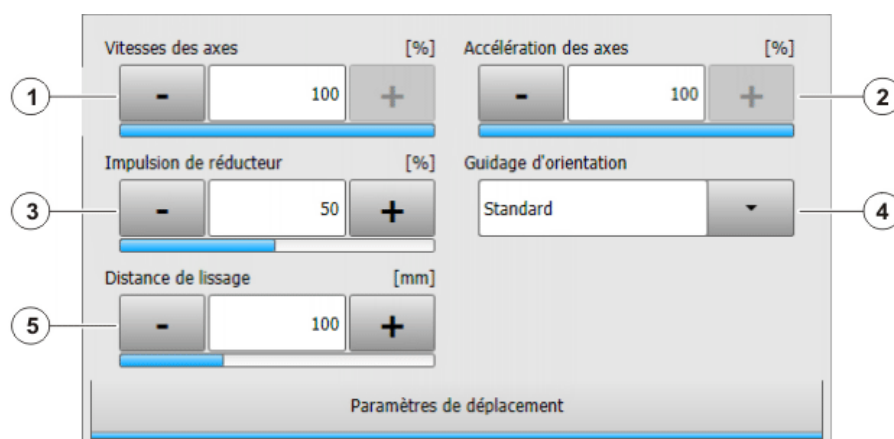 Vitesses des axes [%] Accélération des axes [%]
1 - 100 + - 100 + 2
Impulsion de réducteur [%] Guidage d'orientation
3 - 50 + Standard 4
Distance de lissage [mm]
5 - 100 +
Paramètres de déplacement